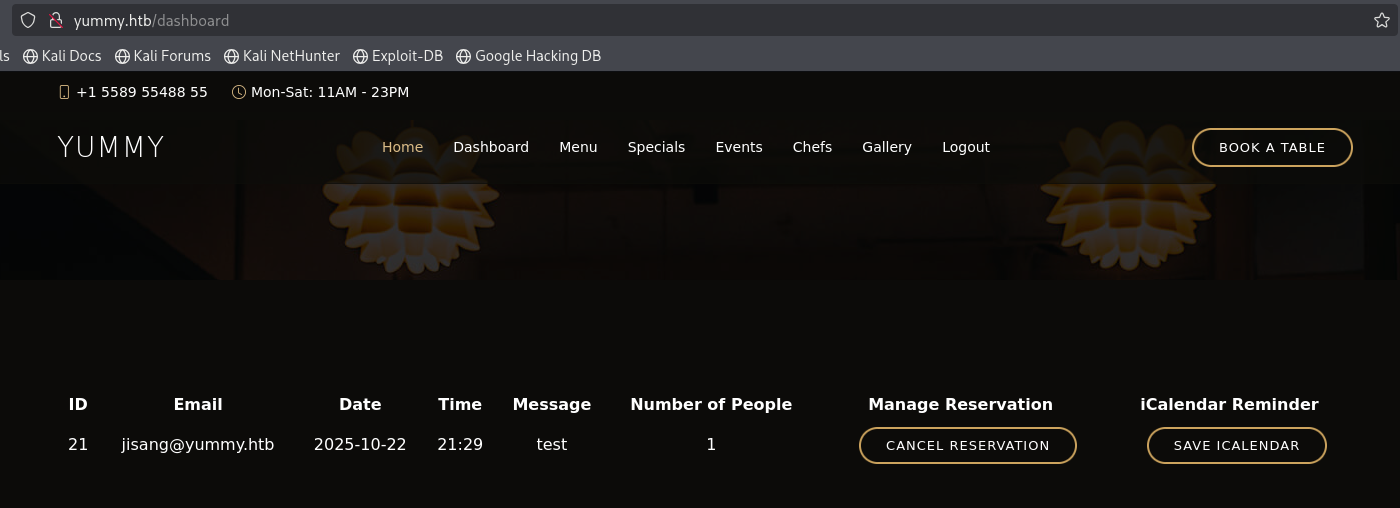 yummy.htb/dashboard
ls Kali Docs Kali Forums Kali NetHunter Exploit-DB Google Hacking DB
+1 5589 55488 55 Mon-Sat: 11AM - 23PM
YUMMY Home Dashboard Menu Specials Events Chefs Gallery Logout BOOK A TABLE
ID Email Date Time Message Number of People Manage Reservation iCalendar Reminder
21 jisang@yummy.htb 2025-10-22 21:29 test 1 CANCEL RESERVATION SAVE ICALENDAR